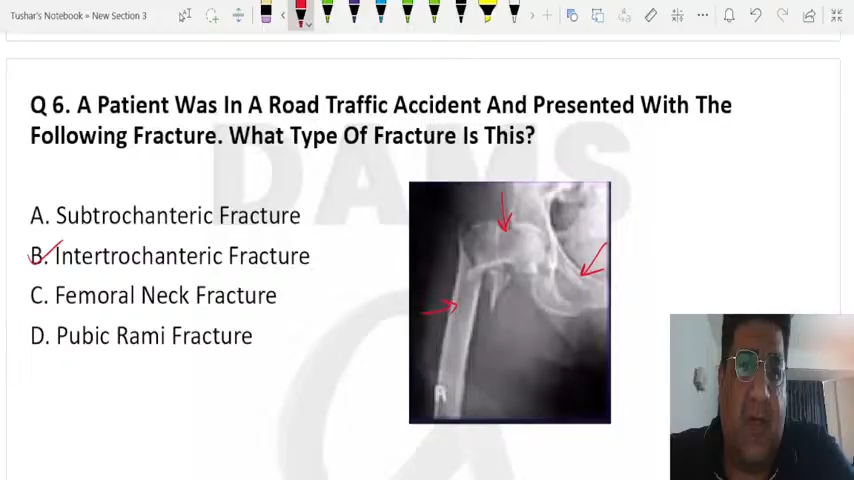 Tushar's Notebook » New Section 3
Q 6. A Patient Was In A Road Traffic Accident And Presented With The
Following Fracture. What Type Of Fracture Is This?
DAMS
A. Subtrochanteric Fracture
B. Intertrochanteric Fracture
C. Femoral Neck Fracture
D. Pubic Rami Fracture
R